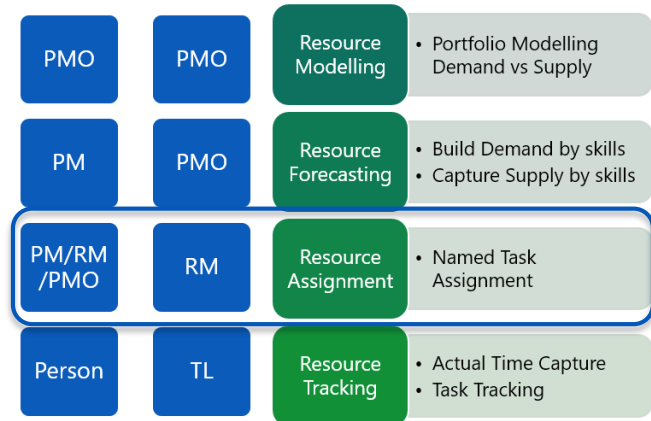 PMO
PMO
Resource
Modelling
• Portfolio Modelling
Demand vs Supply
PM
PMO
Resource
Forecasting
• Build Demand by skills
• Capture Supply by skills
PM/RM
/PMO
RM
Resource
Assignment
• Named Task
Assignment
Person
TL
Resource
Tracking
• Actual Time Capture
• Task Tracking